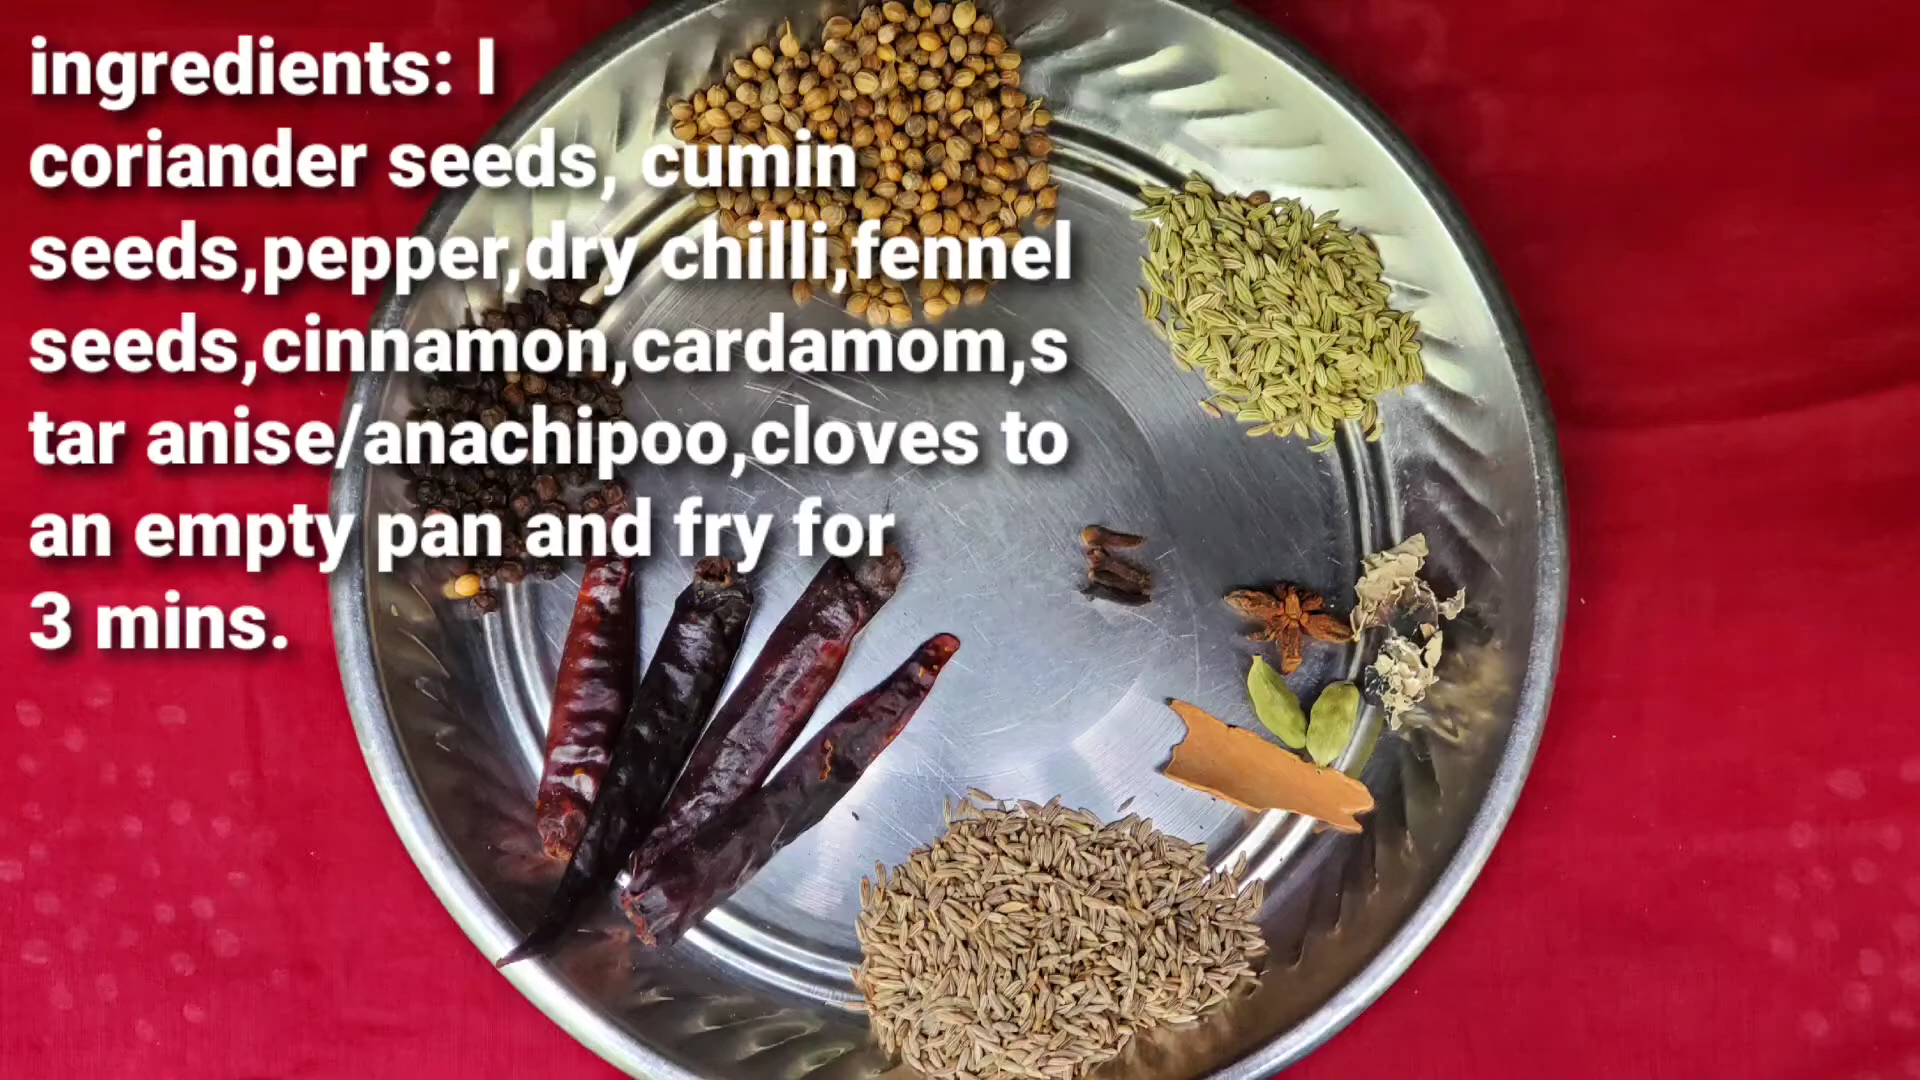 ingredients: I
coriander seeds, cumin
seeds,pepper,dry chilli,fennel
seeds,cinnamon,cardamom,s
tar anise/anachipoo,cloves to
an empty pan and fry for
3 mins.